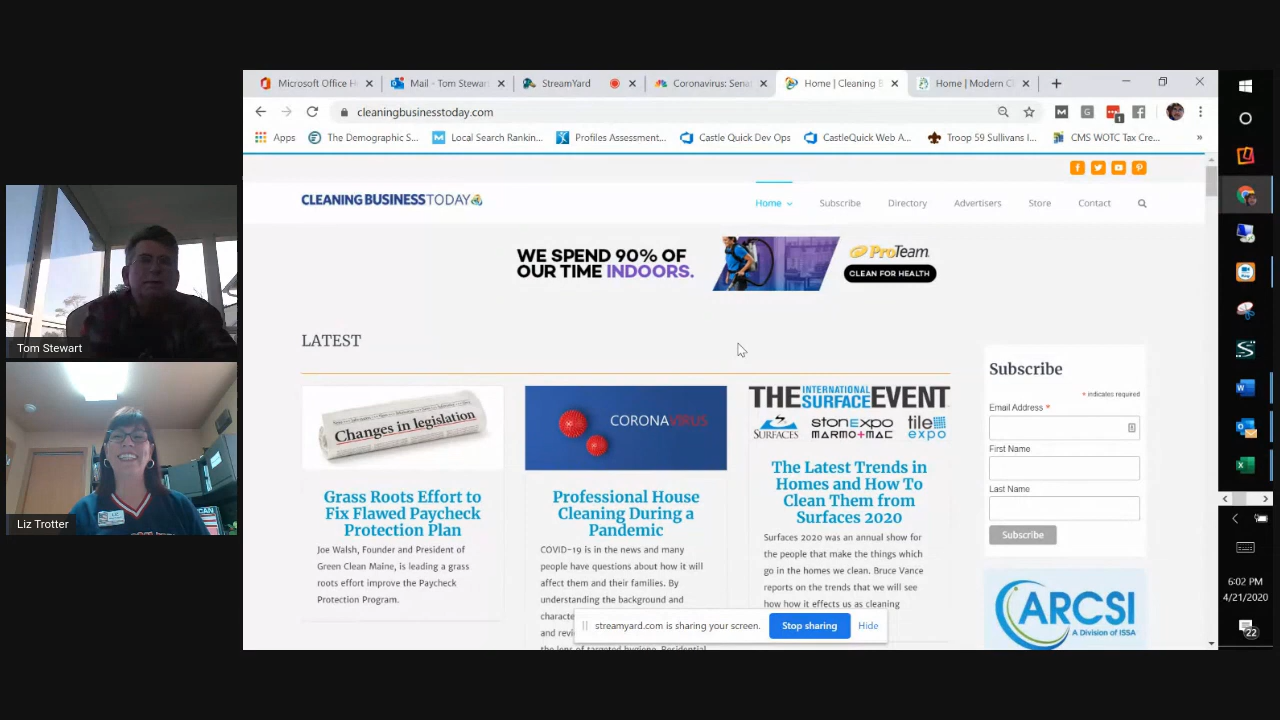 Microsoft Office H
Mail - Tom Stewart
StreamYard
Coronavirus: Sena
Home | Cleaning B
Home | Modern C
cleaningbusinesstoday.com
Apps
The Demographic S...
Local Search Rankin...
Profiles Assessment...
Castle Quick Dev Ops
CastleQuick Web A...
Troop 59 Sullivans I...
CMS WOTC Tax Cre...
CLEANING BUSINESS TODAY
Home
Subscribe
Directory
Advertisers
Store
Contact
WE SPEND 90% OF
OUR TIME INDOORS.
ProTeam
CLEAN FOR HEALTH
LATEST
Changes in legislation
Grass Roots Effort to
Fix Flawed Paycheck
Protection Plan
Joe Walsh, Founder and President of
Green Clean Maine, is leading a grass
roots effort improve the Paycheck
Protection Program.
CORONAVIRUS
Professional House
Cleaning During a
Pandemic
COVID-19 is in the news and many
people have questions about how it will
affect them and their families. By
understanding the background and
THE INTERNATIONAL SURFACE EVENT
SURFACES
STONEXPO
MARMO+MAC
tile
expo
The Latest Trends in
Homes and How To
Clean Them from
Surfaces 2020
Surfaces 2020 was an annual show for
the people that make the things which
go in the homes we clean. Bruce Vance
reports on the trends that we will see
how how it effects us as cleaning
Subscribe
* indicates required
Email Address *
First Name
Last Name
Subscribe
ARCSI
A Division of ISSA
streamyard.com is sharing your screen.
Stop sharing
Hide
Tom Stewart
Liz Trotter
6:02 PM
4/21/2020
22